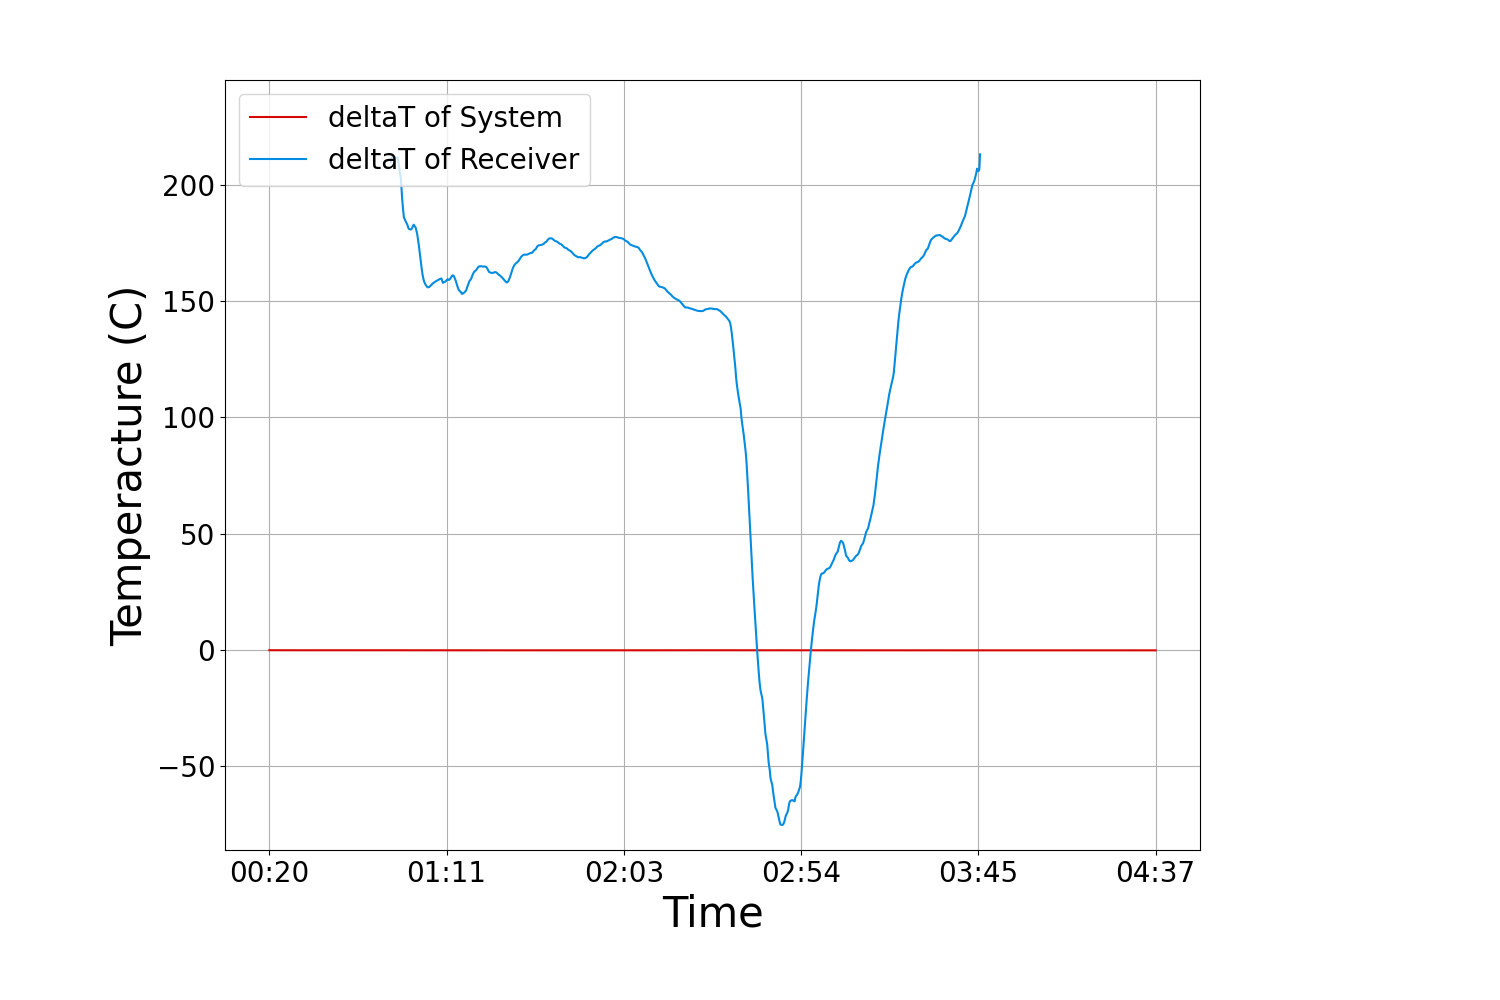 deltaT of System
deltaT of Receiver
200
150
100
50
0
−50
Temperacture (C)
00:20 01:11 02:03 02:54 03:45 04:37
Time